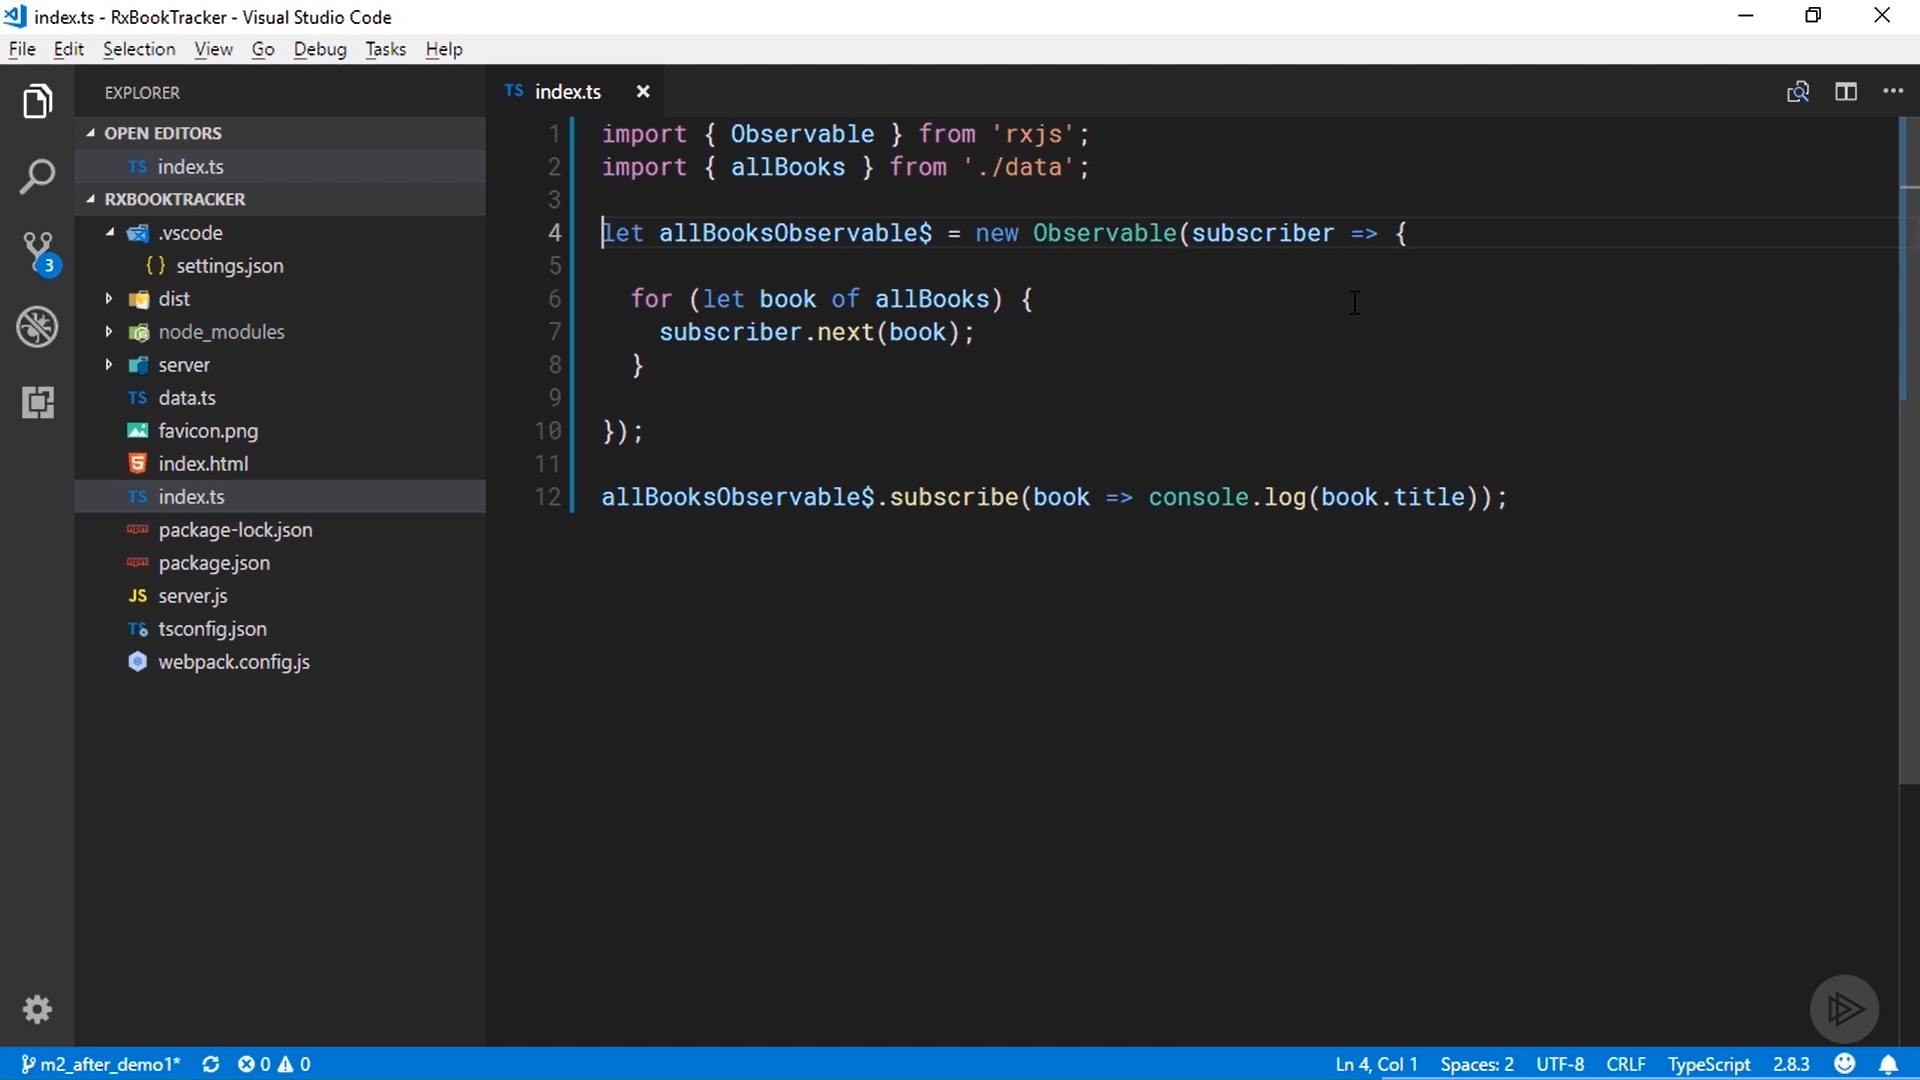 index.ts - RxBookTracker - Visual Studio Code
File Edit Selection View Go Debug Tasks Help
EXPLORER
OPEN EDITORS
TS index.ts
RXBOOKTRACKER
.vscode
{ } settings.json
dist
node_modules
server
TS data.ts
favicon.png
5 index.html
TS index.ts
npm package-lock.json
npm package.json
JS server.js
TS tsconfig.json
webpack.config.js
3
TS index.ts ×
1 import { Observable } from 'rxjs';
2 import { allBooks } from './data';
3
4 let allBooksObservable$ = new Observable(subscriber => {
5
6 for (let book of allBooks) {
7 subscriber.next(book);
8 }
9
10 });
11
12 allBooksObservable$.subscribe(book => console.log(book.title));
m2_after_demo1* 0 0 Ln 4, Col 1 Spaces: 2 UTF-8 CRLF TypeScript 2.8.3